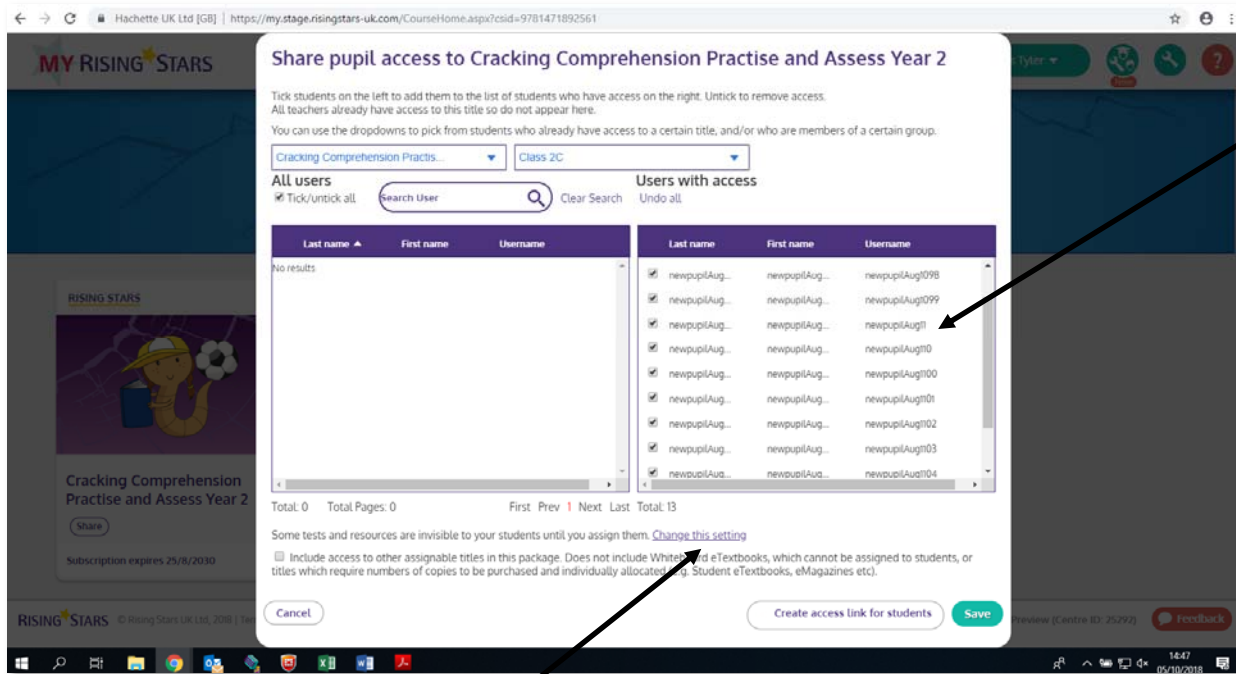 Hachette UK Ltd [GB] | https://my.stage.risingstars-uk.com/CourseHome.aspx?csid=9781471892561
MY RISING STARS
Share pupil access to Cracking Comprehension Practise and Assess Year 2
Tyler
?
Tick students on the left to add them to the list of students who have access on the right. Untick to remove access.
All teachers already have access to this title so do not appear here.
You can use the dropdowns to pick from students who already have access to a certain title, and/or who are members of a certain group.
Cracking Comprehension Practis... Class 2C
All users Users with access
Tick/untick all Search User Clear Search Undo all
Last name First name Username Last name First name Username
No results
newpupilAug... newpupilAug... newpupilAug1098
newpupilAug... newpupilAug... newpupilAug1099
newpupilAug... newpupilAug... newpupilAug11
newpupilAug... newpupilAug... newpupilAug110
newpupilAug... newpupilAug... newpupilAug1100
newpupilAug... newpupilAug... newpupilAug1101
newpupilAug... newpupilAug... newpupilAug1102
newpupilAug... newpupilAug... newpupilAug1103
newpupilAug... newpupilAug... newpupilAug1104
RISING STARS
Cracking Comprehension
Practise and Assess Year 2
Share
Subscription expires 25/8/2030
Total: 0 Total Pages: 0 First Prev 1 Next Last Total: 13
Some tests and resources are invisible to your students until you assign them. Change this setting
Include access to other assignable titles in this package. Does not include Whiteboard eTextbooks, which cannot be assigned to students, or
titles which require numbers of copies to be purchased and individually allocated (e.g. Student eTextbooks, eMagazines etc).
Cancel Create access link for students Save
RISING STARS © Rising Stars UK Ltd, 2018 | Preview [Centre ID: 25292] Feedback
14:47
05/10/2018